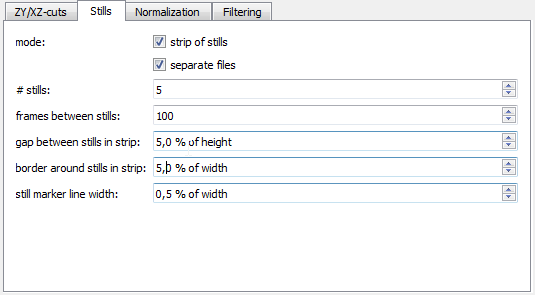 ZY/XZ-cuts Stills Normalization Filtering
mode: strip of stills
separate files
# stills: 5
frames between stills: 100
gap between stills in strip: 5,0 % of height
border around stills in strip: 5,0 % of width
still marker line width: 0,5 % of width